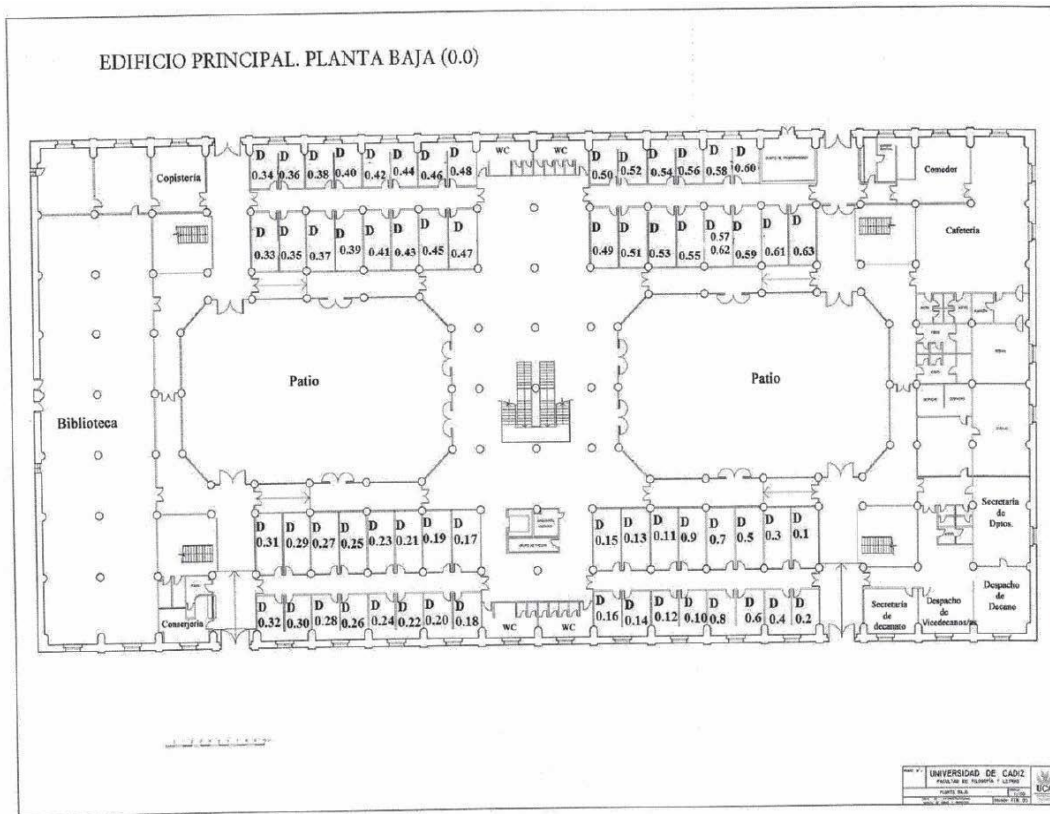 EDIFICIO PRINCIPAL. PLANTA BAJA (0.0)
Copistería
D D D D D D D D
0.34 0.36 0.38 0.40 0.42 0.44 0.46 0.48
WC WC
D D D D D D
0.50 0.52 0.54 0.56 0.58 0.60
Comedor
D D D D D D D D
0.33 0.35 0.37 0.39 0.41 0.43 0.45 0.47
D D D D D D D D
0.49 0.51 0.53 0.55 0.57 0.62 0.59 0.61 0.63
Cafetería
Patio
Patio
Biblioteca
D D D D D D D D
0.31 0.29 0.27 0.25 0.23 0.21 0.19 0.17
D D D D D D D D
0.15 0.13 0.11 0.9 0.7 0.5 0.3 0.1
Secretaría
de
Dptos.
D D D D D D D D
0.32 0.30 0.28 0.26 0.24 0.22 0.20 0.18
WC WC
D D D D D D D D
0.16 0.14 0.12 0.10 0.8 0.6 0.4 0.2
Conserjería
Secretaría
de
decanato
Despacho
de
Vicedecanos/as
Despacho
de
Decano
UNIVERSIDAD DE CADIZ
FACULTAD DE FILOSOFIA Y LETRAS
PLANTA BAJA
UCA